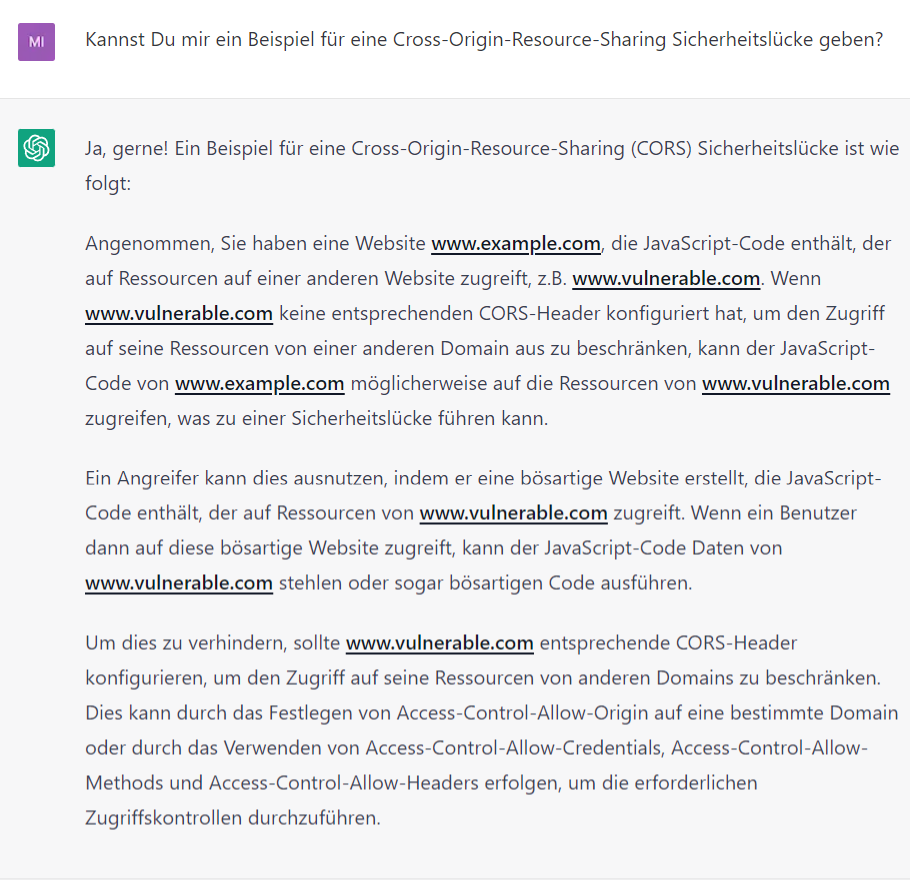 MI
Kannst Du mir ein Beispiel für eine Cross-Origin-Resource-Sharing Sicherheitslücke geben?
Ja, gerne! Ein Beispiel für eine Cross-Origin-Resource-Sharing (CORS) Sicherheitslücke ist wie
folgt:
Angenommen, Sie haben eine Website www.example.com, die JavaScript-Code enthält, der
auf Ressourcen auf einer anderen Website zugreift, z.B. www.vulnerable.com. Wenn
www.vulnerable.com keine entsprechenden CORS-Header konfiguriert hat, um den Zugriff
auf seine Ressourcen von einer anderen Domain aus zu beschränken, kann der JavaScript-
Code von www.example.com möglicherweise auf die Ressourcen von www.vulnerable.com
zugreifen, was zu einer Sicherheitslücke führen kann.
Ein Angreifer kann dies ausnutzen, indem er eine bösartige Website erstellt, die JavaScript-
Code enthält, der auf Ressourcen von www.vulnerable.com zugreift. Wenn ein Benutzer
dann auf diese bösartige Website zugreift, kann der JavaScript-Code Daten von
www.vulnerable.com stehlen oder sogar bösartigen Code ausführen.
Um dies zu verhindern, sollte www.vulnerable.com entsprechende CORS-Header
konfigurieren, um den Zugriff auf seine Ressourcen von anderen Domains zu beschränken.
Dies kann durch das Festlegen von Access-Control-Allow-Origin auf eine bestimmte Domain
oder durch das Verwenden von Access-Control-Allow-Credentials, Access-Control-Allow-
Methods und Access-Control-Allow-Headers erfolgen, um die erforderlichen
Zugriffskontrollen durchzuführen.